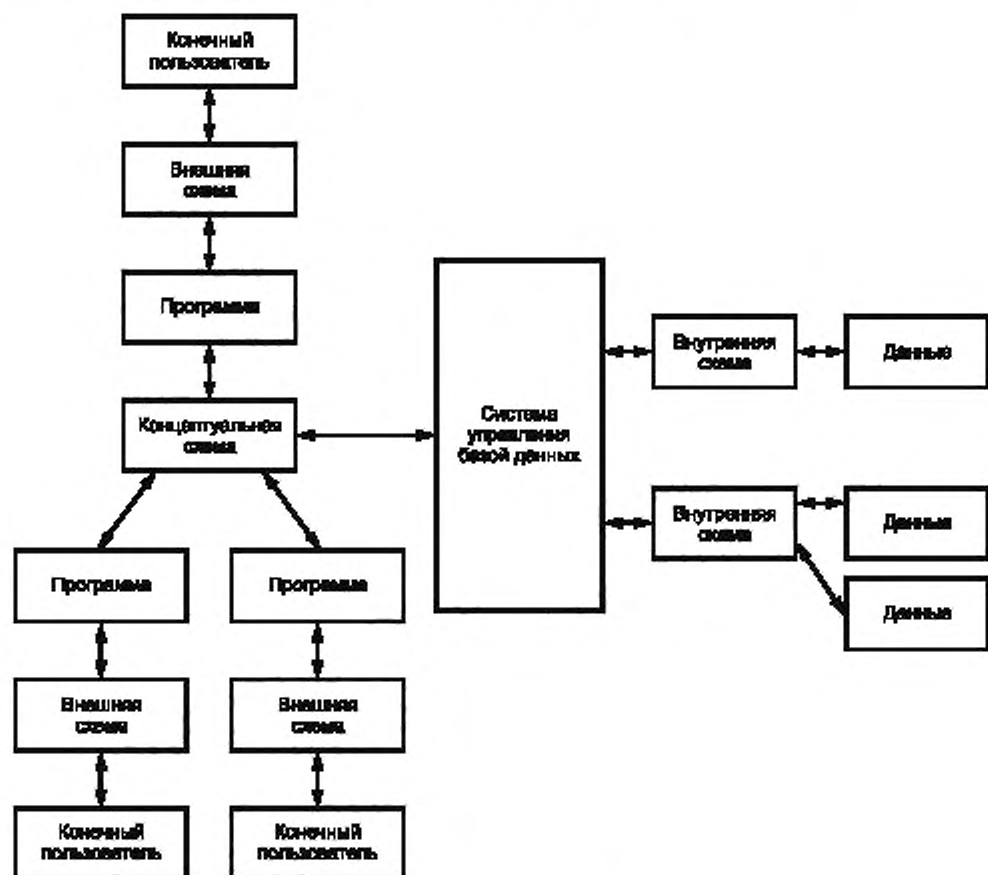 Конечный
пользователь
Внешняя
схема
Программа
Концептуальная
схема
Система
управления
базой данных
Внутренняя
схема
Данные
Внутренняя
схема
Данные
Данные
Программа
Программа
Внешняя
схема
Внешняя
схема
Конечный
пользователь
Конечный
пользователь